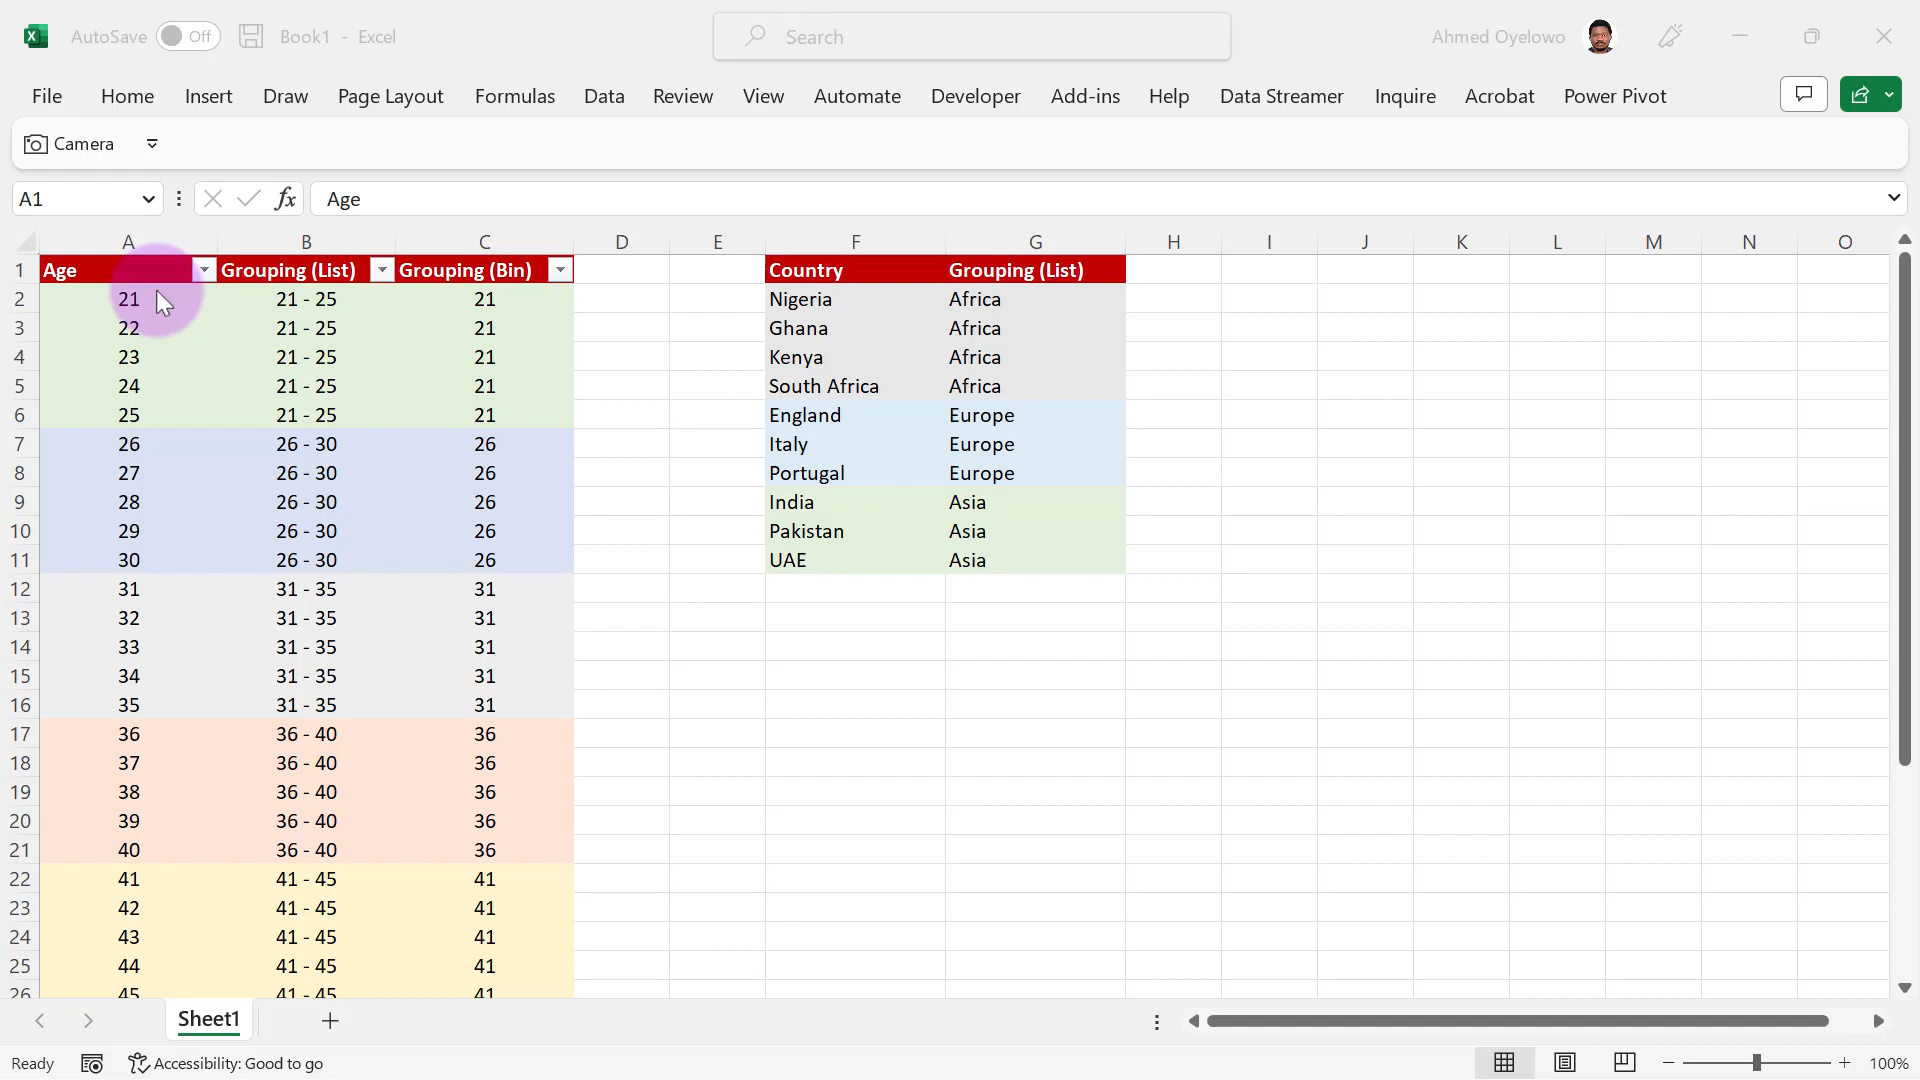 AutoSave Off Book1 - Excel Search Ahmed Oyelowo
File Home Insert Draw Page Layout Formulas Data Review View Automate Developer Add-ins Help Data Streamer Inquire Acrobat Power Pivot
Camera
A1 fx Age
A B C D E F G H I J K L M N O
1 Age Grouping (List) Grouping (Bin) Country Grouping (List)
2 21 21 - 25 21 Nigeria Africa
3 22 21 - 25 21 Ghana Africa
4 23 21 - 25 21 Kenya Africa
5 24 21 - 25 21 South Africa Africa
6 25 21 - 25 21 England Europe
7 26 26 - 30 26 Italy Europe
8 27 26 - 30 26 Portugal Europe
9 28 26 - 30 26 India Asia
10 29 26 - 30 26 Pakistan Asia
11 30 26 - 30 26 UAE Asia
12 31 31 - 35 31
13 32 31 - 35 31
14 33 31 - 35 31
15 34 31 - 35 31
16 35 31 - 35 31
17 36 36 - 40 36
18 37 36 - 40 36
19 38 36 - 40 36
20 39 36 - 40 36
21 40 36 - 40 36
22 41 41 - 45 41
23 42 41 - 45 41
24 43 41 - 45 41
25 44 41 - 45 41
26 45 41 - 45 41
Sheet1
Ready Accessibility: Good to go 100%